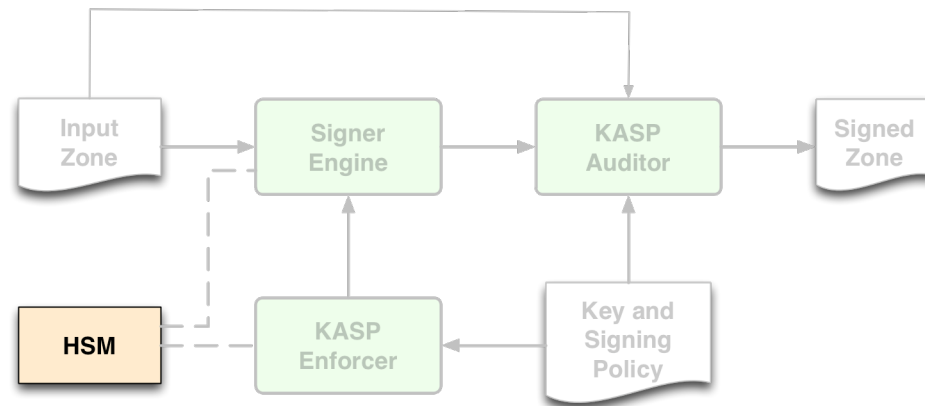 Input
Zone
Signer
Engine
KASP
Auditor
Signed
Zone
HSM
KASP
Enforcer
Key and
Signing
Policy